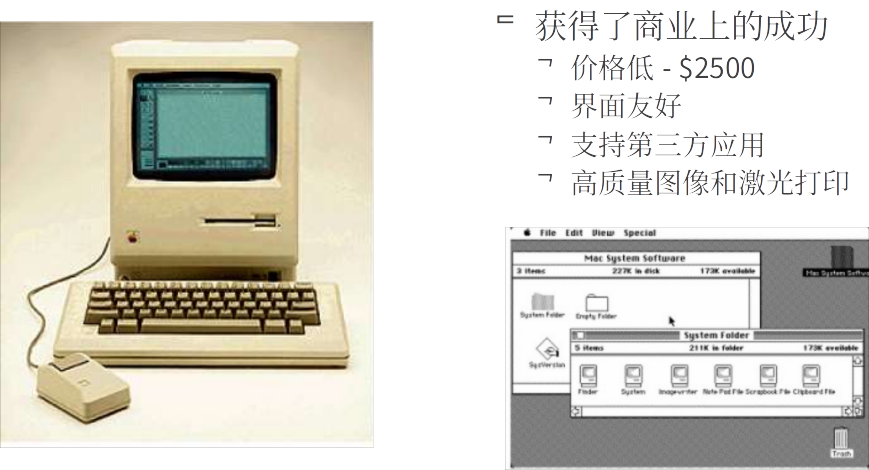 获得了商业上的成功
价格低 - $2500
界面友好
支持第三方应用
高质量图像和激光打印
File Edit View Special
Mac System Software
3 items 227K in disk 173K available
Mac System Softwa
System Folder Empty Folder
SysVersion
System Folder
5 items 211K in folder 173K available
Finder System Imagewriter Note Pad File Scrapbook File Clipboard File
Trash